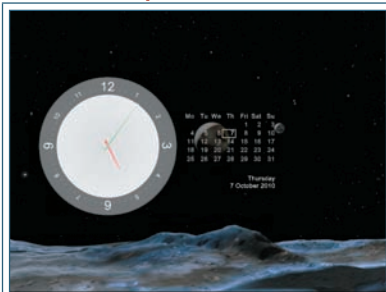 12
9
3
6
Mo Tu We Th Fri Sat Su
1 2 3
4 5 6 7 8 9 10
11 12 13 14 15 16 17
18 19 20 21 22 23 24
25 26 27 28 29 30 31
Thursday
7 October 2010